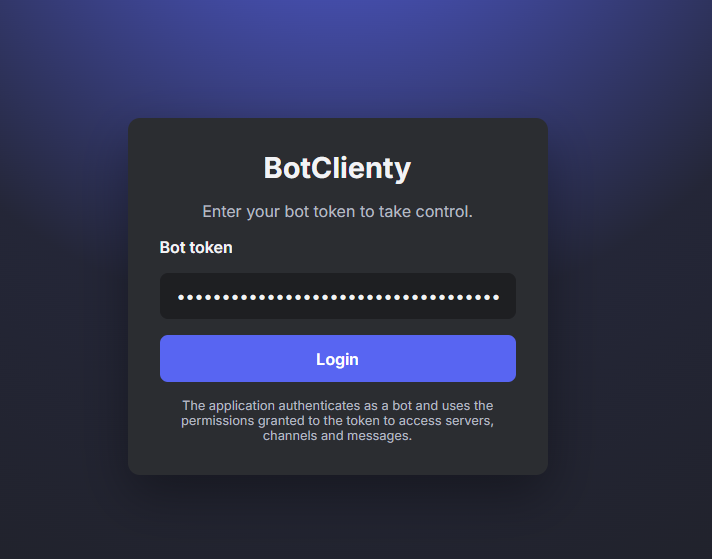 BotClienty
Enter your bot token to take control.
Bot token
••••••••••••••••••••••••••••••••••••
Login
The application authenticates as a bot and uses the
permissions granted to the token to access servers,
channels and messages.